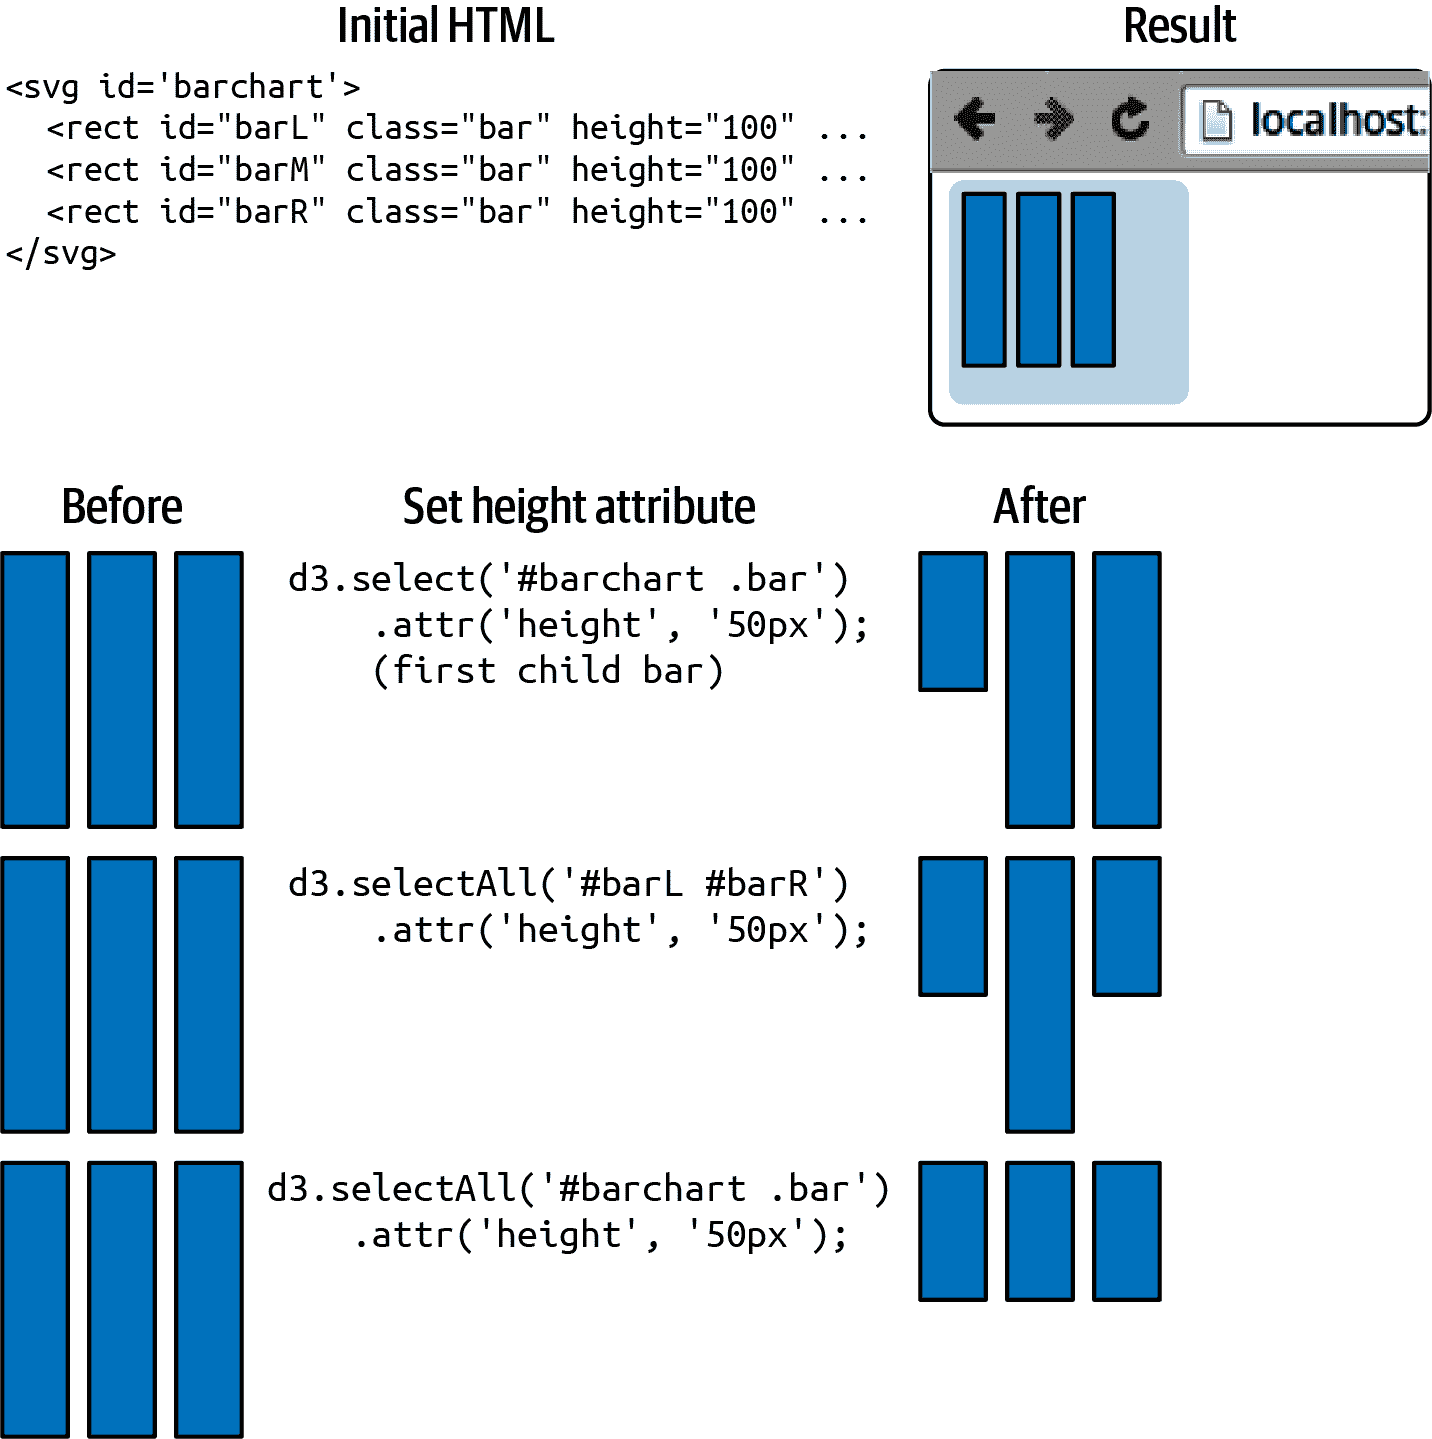 Initial HTML
Result
<svg id='barchart'>
  <rect id="barL" class="bar" height="100" ...
  <rect id="barM" class="bar" height="100" ...
  <rect id="barR" class="bar" height="100" ...
</svg>
localhost:
Before
Set height attribute
After
d3.select('#barchart .bar')
    .attr('height', '50px');
    (first child bar)
d3.selectAll('#barL #barR')
    .attr('height', '50px');
d3.selectAll('#barchart .bar')
    .attr('height', '50px');